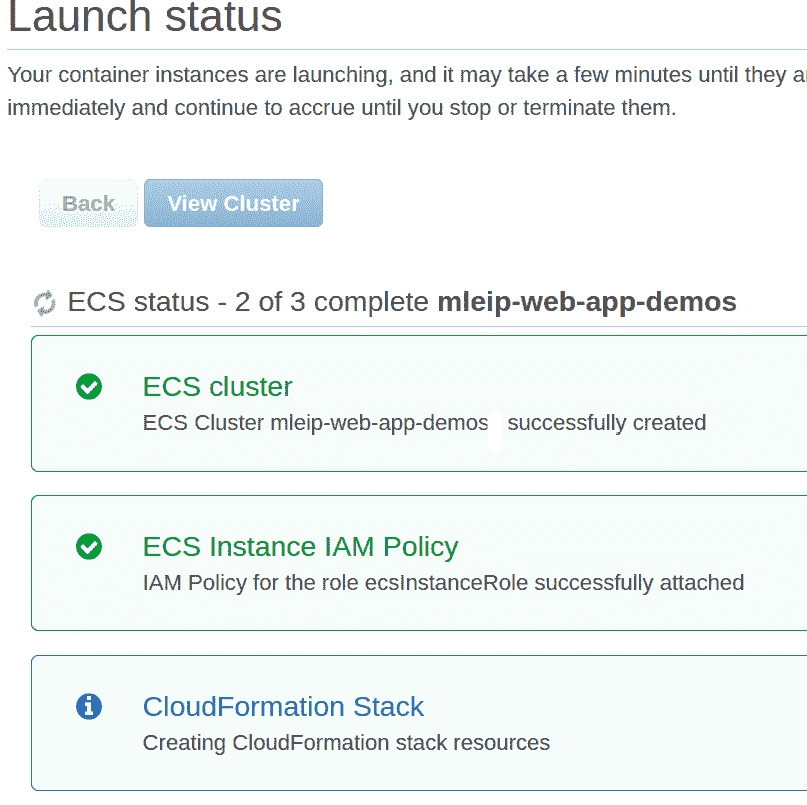 Launch status
Your container instances are launching, and it may take a few minutes until they
immediately and continue to accrue until you stop or terminate them.
Back View Cluster
ECS status - 2 of 3 complete mleip-web-app-demos
ECS cluster
ECS Cluster mleip-web-app-demos successfully created
ECS Instance IAM Policy
IAM Policy for the role ecsInstanceRole successfully attached
CloudFormation Stack
Creating CloudFormation stack resources